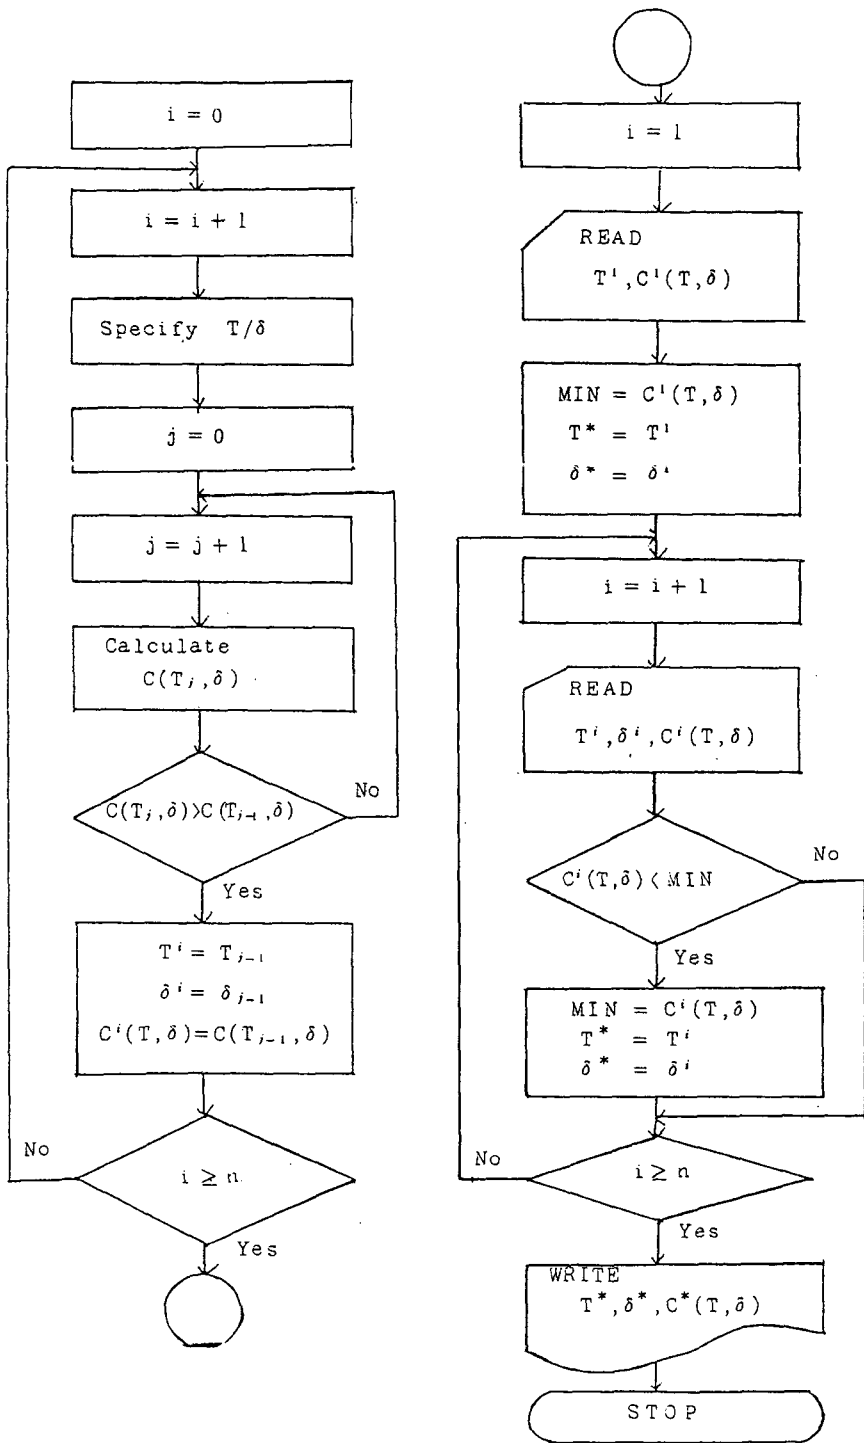 i = 0
i = i + 1
Specify T/δ
j = 0
j = j + 1
Calculate
C(Tⱼ,δ)
C(Tⱼ,δ)>C(Tⱼ₋₁,δ)
No
Yes
Tⁱ = Tⱼ₋₁
δⁱ = δⱼ₋₁
Cⁱ(T,δ)=C(Tⱼ₋₁,δ)
No
i ≥ n
Yes
i = 1
READ
T¹,C¹(T,δ)
MIN = C¹(T,δ)
T* = T¹
δ* = δⁱ
i = i + 1
READ
Tⁱ,δⁱ,Cⁱ(T,δ)
No
Cⁱ(T,δ)<MIN
Yes
MIN = Cⁱ(T,δ)
T* = Tⁱ
δ* = δⁱ
No
i ≥ n
Yes
WRITE
T*,δ*,C*(T,δ)
STOP